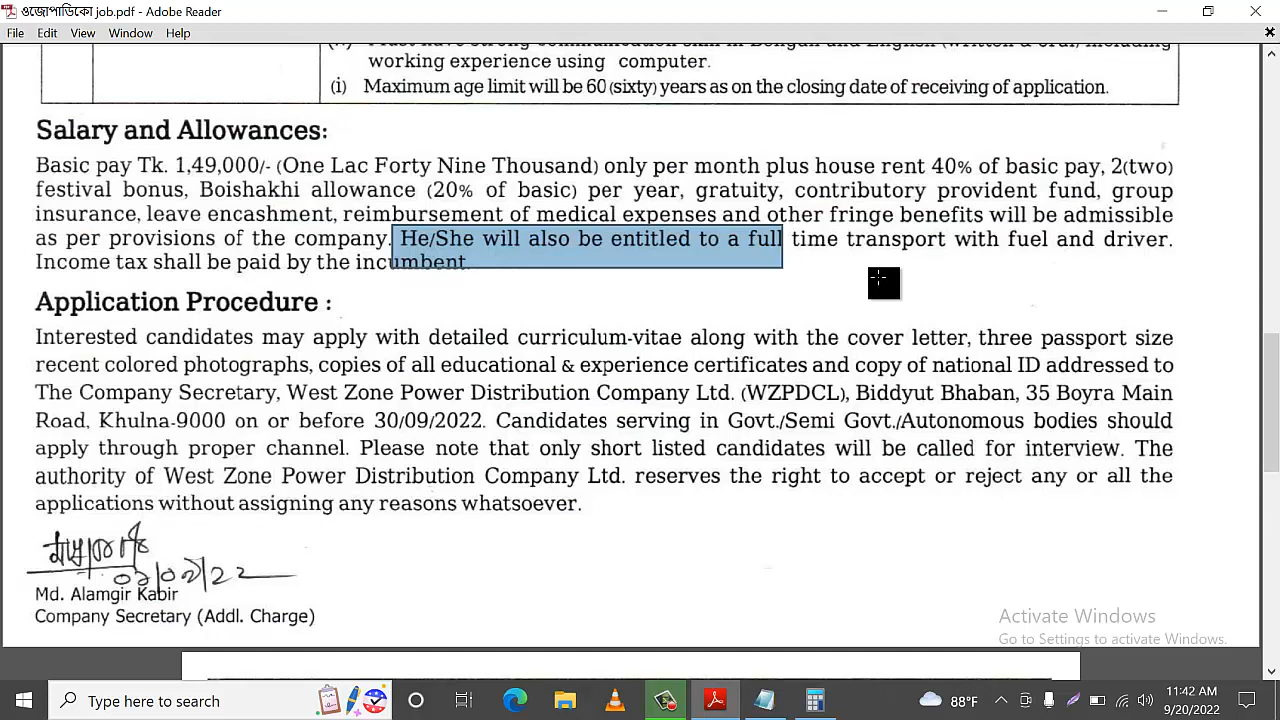 ওজোপাডিকো job.pdf - Adobe Reader
File Edit View Window Help
working experience using computer.
(i) Maximum age limit will be 60 (sixty) years as on the closing date of receiving of application.
Salary and Allowances:
Basic pay Tk. 1,49,000/- (One Lac Forty Nine Thousand) only per month plus house rent 40% of basic pay, 2(two)
festival bonus, Boishakhi allowance (20% of basic) per year, gratuity, contributory provident fund, group
insurance, leave encashment, reimbursement of medical expenses and other fringe benefits will be admissible
as per provisions of the company. He/She will also be entitled to a full time transport with fuel and driver.
Income tax shall be paid by the incumbent.
Application Procedure :
Interested candidates may apply with detailed curriculum-vitae along with the cover letter, three passport size
recent colored photographs, copies of all educational & experience certificates and copy of national ID addressed to
The Company Secretary, West Zone Power Distribution Company Ltd. (WZPDCL), Biddyut Bhaban, 35 Boyra Main
Road, Khulna-9000 on or before 30/09/2022. Candidates serving in Govt./Semi Govt./Autonomous bodies should
apply through proper channel. Please note that only short listed candidates will be called for interview. The
authority of West Zone Power Distribution Company Ltd. reserves the right to accept or reject any or all the
applications without assigning any reasons whatsoever.
Md. Alamgir Kabir
Company Secretary (Addl. Charge)
Activate Windows
Go to Settings to activate Windows.
Type here to search
88°F
11:42 AM
9/20/2022